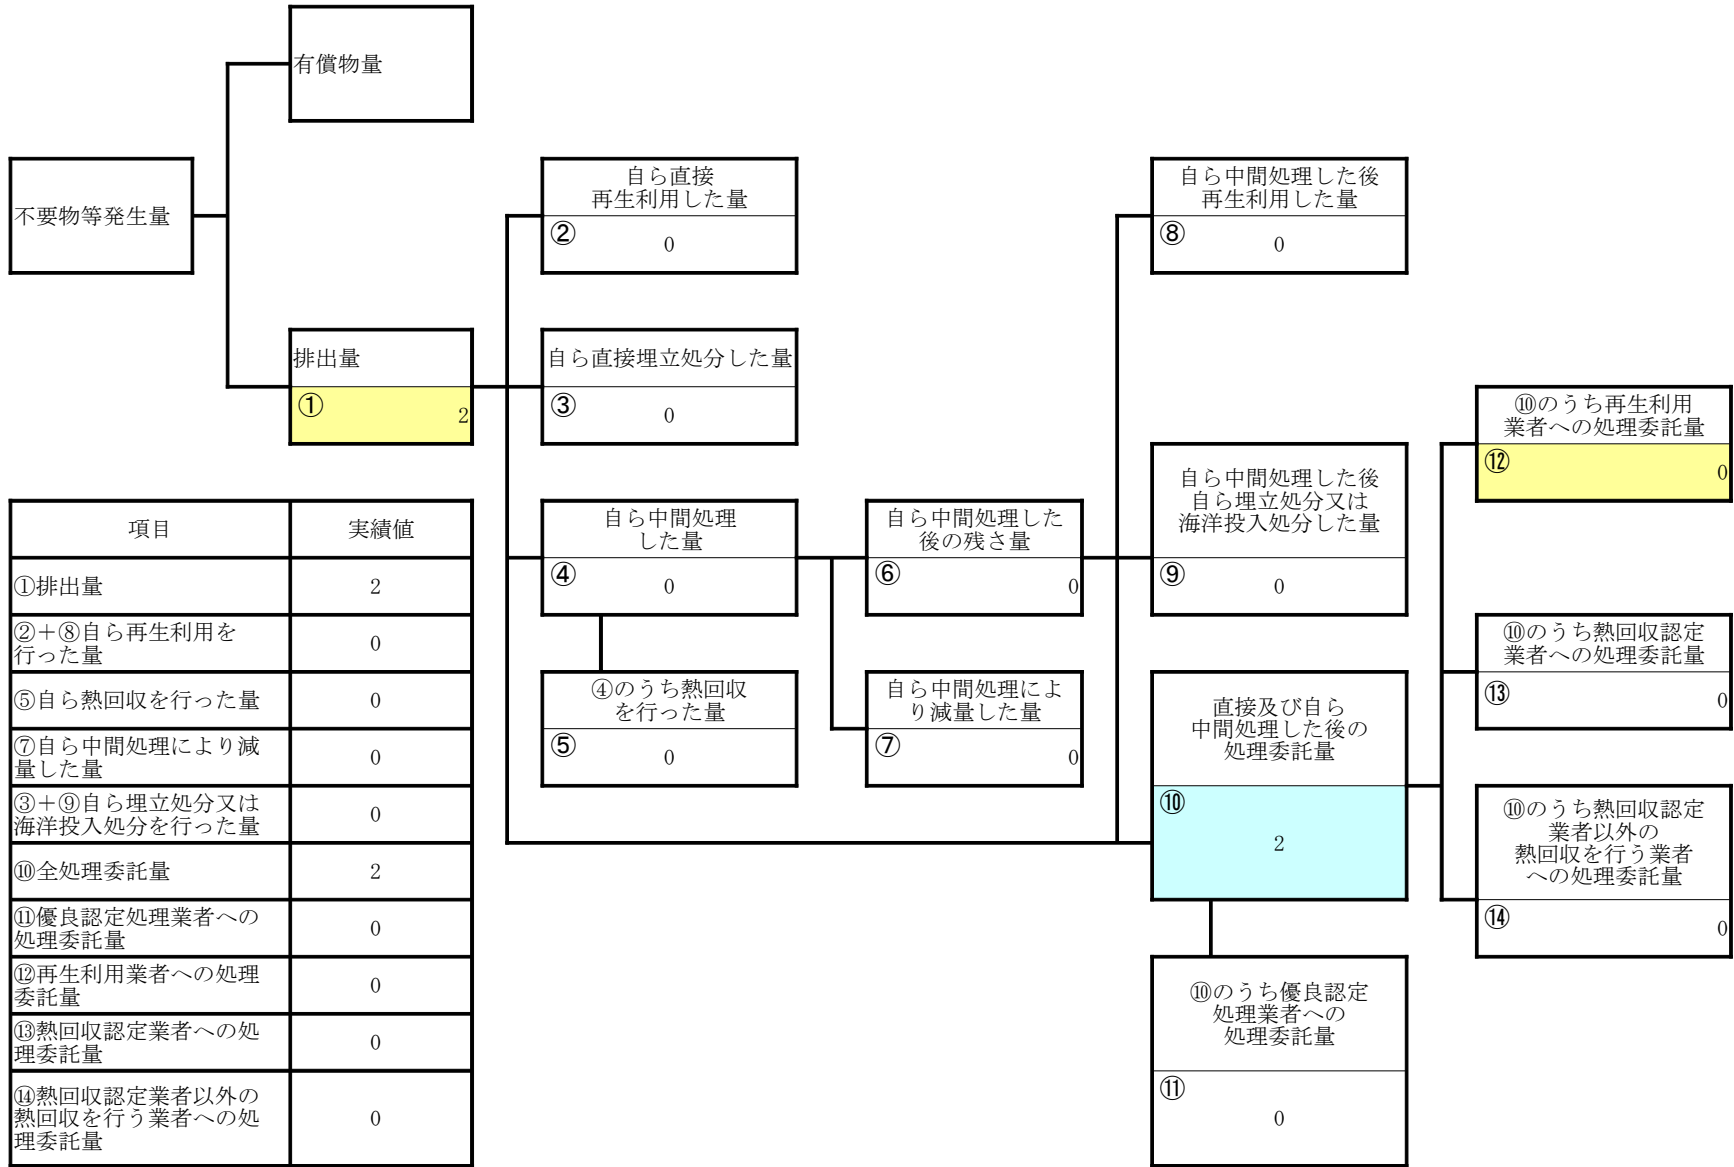 有償物量
不要物等発生量
自ら直接
再生利用した量
②
0
自ら中間処理した後
再生利用した量
⑧
0
排出量
①
2
自ら直接埋立処分した量
③
0
⑩のうち再生利用
業者への処理委託量
⑫
0
自ら中間処理
した量
④
0
自ら中間処理した
後の残さ量
⑥
0
自ら中間処理した後
自ら埋立処分又は
海洋投入処分した量
⑨
0
⑩のうち熱回収認定
業者への処理委託量
⑬
0
④のうち熱回収
を行った量
⑤
0
自ら中間処理によ
り減量した量
⑦
0
直接及び自ら
中間処理した後の
処理委託量
⑩
2
⑩のうち熱回収認定
業者以外の
熱回収を行う業者
への処理委託量
⑭
0
⑩のうち優良認定
処理業者への
処理委託量
⑪
0
項目 実績値
①排出量 2
②＋⑧自ら再生利用を
行った量 0
⑤自ら熱回収を行った量 0
⑦自ら中間処理により減
量した量 0
③＋⑨自ら埋立処分又は
海洋投入処分を行った量 0
⑩全処理委託量 2
⑪優良認定処理業者への
処理委託量 0
⑫再生利用業者への処理
委託量 0
⑬熱回収認定業者への処
理委託量 0
⑭熱回収認定業者以外の
熱回収を行う業者への処
理委託量 0